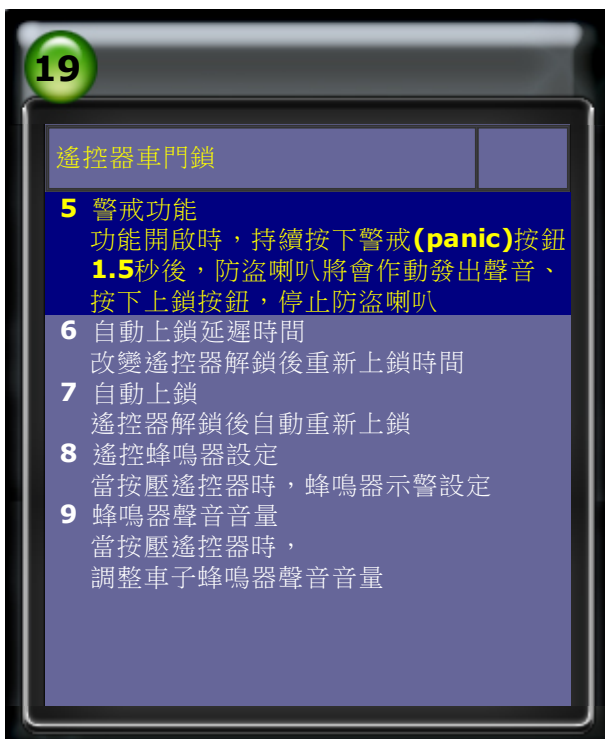 19
遙控器車門鎖
5 警戒功能
功能開啟時，持續按下警戒(panic)按鈕
1.5秒後，防盜喇叭將會作動發出聲音、
按下上鎖按鈕，停止防盜喇叭
6 自動上鎖延遲時間
改變遙控器解鎖後重新上鎖時間
7 自動上鎖
遙控器解鎖後自動重新上鎖
8 遙控蜂鳴器設定
當按壓遙控器時，蜂鳴器示警設定
9 蜂鳴器聲音音量
當按壓遙控器時，
調整車子蜂鳴器聲音音量